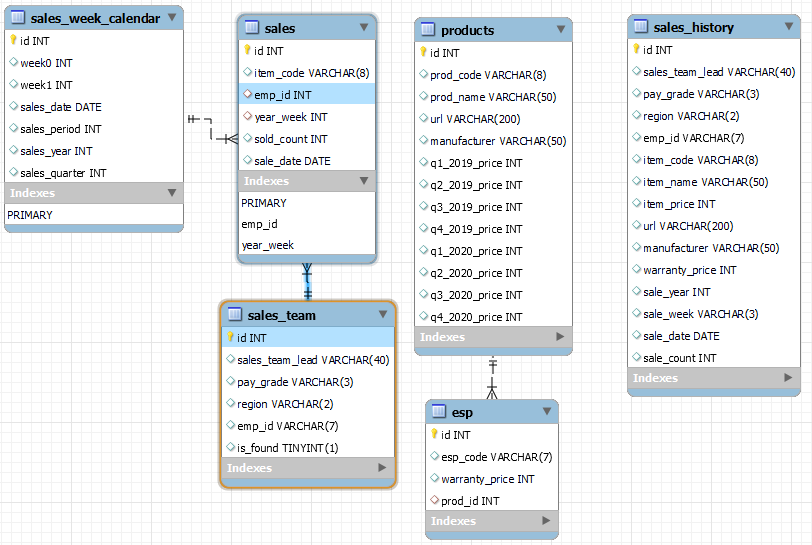 sales_week_calendar
id INT
week0 INT
week1 INT
sales_date DATE
sales_period INT
sales_year INT
sales_quarter INT
Indexes
PRIMARY
sales
id INT
item_code VARCHAR(8)
emp_id INT
year_week INT
sold_count INT
sale_date DATE
Indexes
PRIMARY
emp_id
year_week
sales_team
id INT
sales_team_lead VARCHAR(40)
pay_grade VARCHAR(3)
region VARCHAR(2)
emp_id VARCHAR(7)
is_found TINYINT(1)
Indexes
products
id INT
prod_code VARCHAR(8)
prod_name VARCHAR(50)
url VARCHAR(200)
manufacturer VARCHAR(50)
q1_2019_price INT
q2_2019_price INT
q3_2019_price INT
q4_2019_price INT
q1_2020_price INT
q2_2020_price INT
q3_2020_price INT
q4_2020_price INT
Indexes
esp
id INT
esp_code VARCHAR(7)
warranty_price INT
prod_id INT
Indexes
sales_history
id INT
sales_team_lead VARCHAR(40)
pay_grade VARCHAR(3)
region VARCHAR(2)
emp_id VARCHAR(7)
item_code VARCHAR(8)
item_name VARCHAR(50)
item_price INT
url VARCHAR(200)
manufacturer VARCHAR(50)
warranty_price INT
sale_year INT
sale_week VARCHAR(3)
sale_date DATE
sale_count INT
Indexes